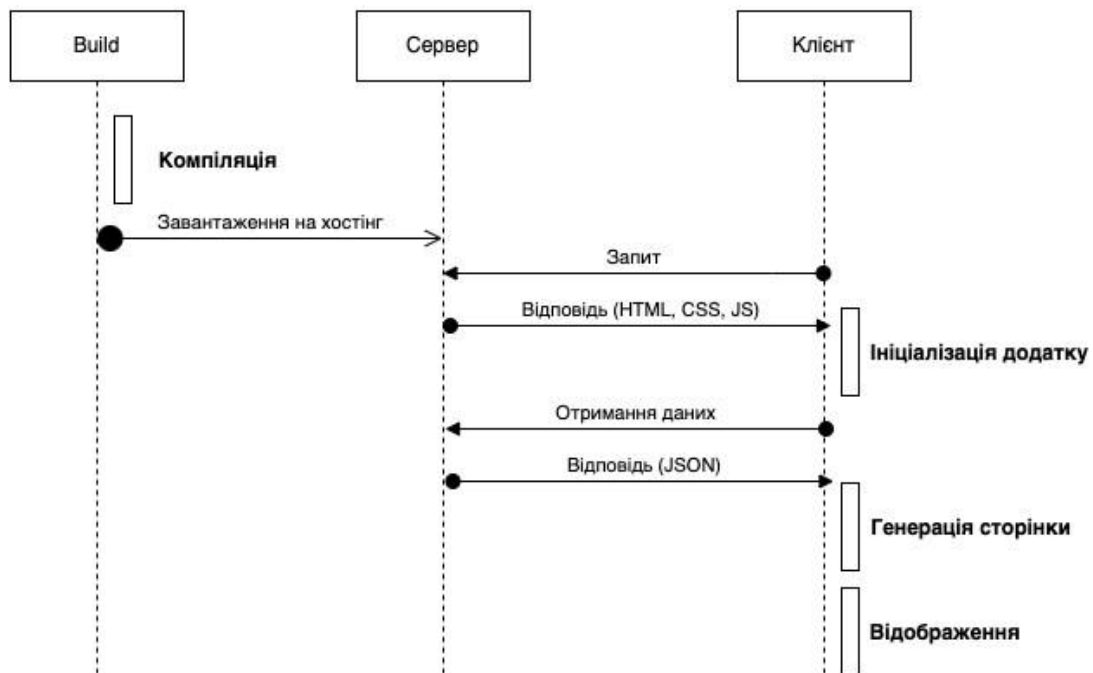 Build
Сервер
Клієнт
Компіляція
Завантаження на хостінг
Запит
Відповідь (HTML, CSS, JS)
Ініціалізація додатку
Отримання даних
Відповідь (JSON)
Генерація сторінки
Відображення